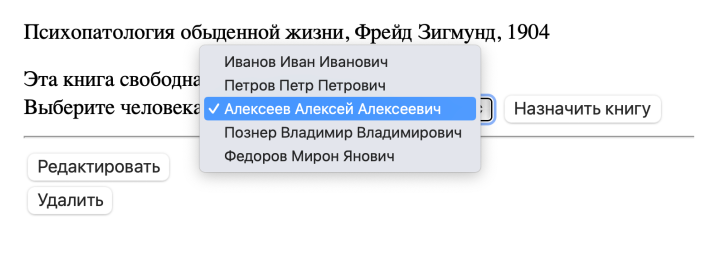 Психопатология обыденной жизни, Фрейд Зигмунд, 1904
Эта книга свободна
Выберите человека
Иванов Иван Иванович
Петров Петр Петрович
✓ Алексеев Алексей Алексеевич
Познер Владимир Владимирович
Федоров Мирон Янович
Назначить книгу
Редактировать
Удалить